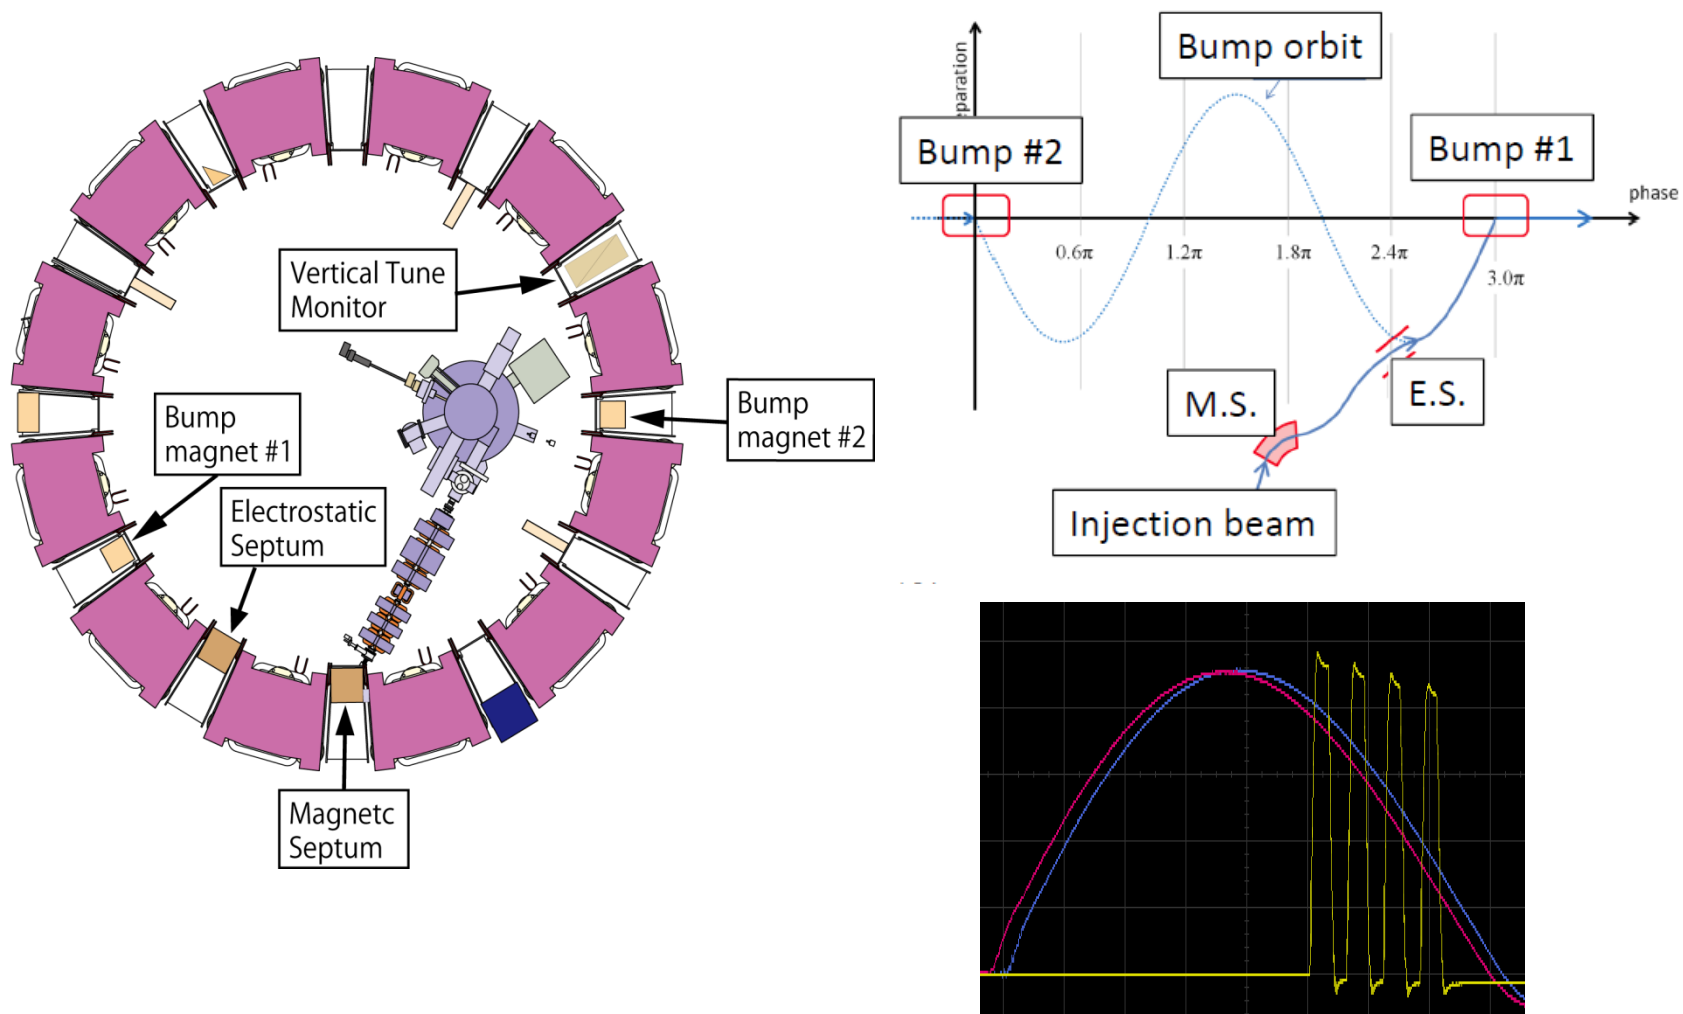 Vertical Tune
Monitor
Bump
magnet #1
Bump
magnet #2
Electrostatic
Septum
Magnetc
Septum
Bump orbit
Bump #2
Bump #1
phase
0.6π
1.2π
1.8π
2.4π
3.0π
M.S.
E.S.
Injection beam